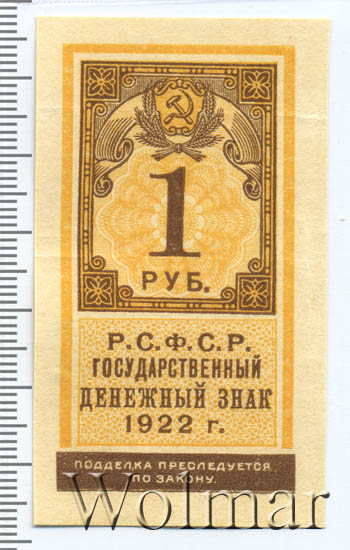 1
РУБ.
Р.С.Ф.С.Р.
ГОСУДАРСТВЕННЫЙ
ДЕНЕЖНЫЙ ЗНАК
1922 г.
ПОДДЕЛКА ПРЕСЛЕДУЕТСЯ
ПО ЗАКОНУ.
Wolmar